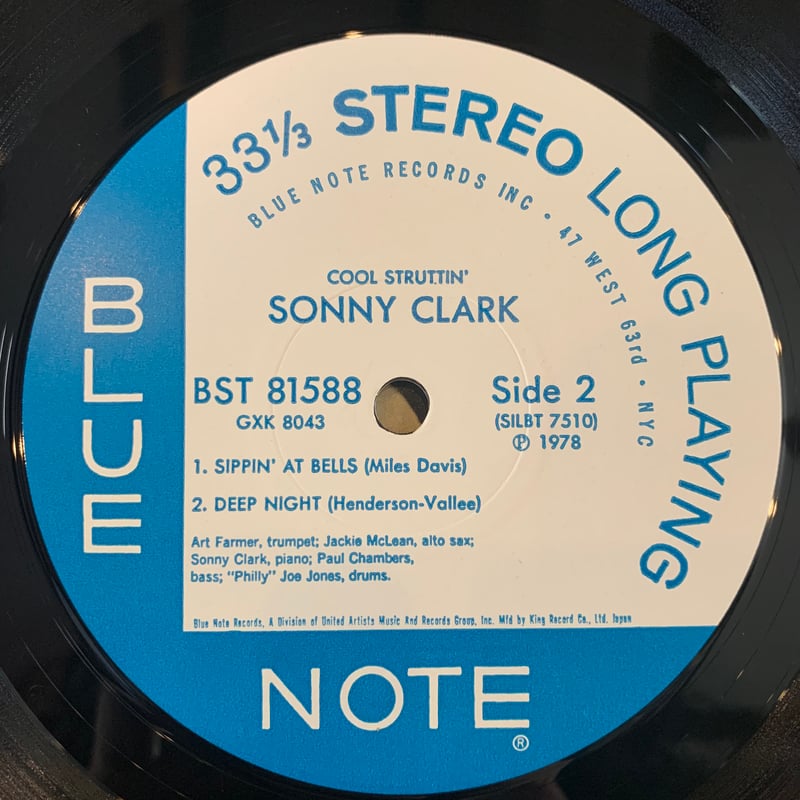 33⅓ STEREO LONG PLAYING
BLUE NOTE RECORDS INC • 47 WEST 63rd • NYC
COOL STRUTTIN'
SONNY CLARK
BST 81588
GXK 8043
Side 2
(SILBT 7510)
Ⓟ 1978
1. SIPPIN' AT BELLS (Miles Davis)
2. DEEP NIGHT (Henderson-Vallee)
Art Farmer, trumpet; Jackie McLean, alto sax;
Sonny Clark, piano; Paul Chambers,
bass; "Philly" Joe Jones, drums.
Blue Note Records, A Division of United Artists Music And Records Group, Inc. Mfd by King Record Co., Ltd. Japan
BLUE
NOTE®